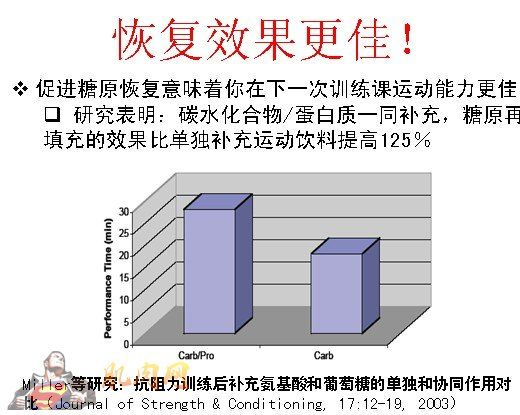 恢复效果更佳！
❖ 促进糖原恢复意味着你在下一次训练课运动能力更佳
❑ 研究表明：碳水化合物/蛋白质一同补充，糖原再
填充的效果比单独补充运动饮料提高125％
Performance Time (min)
30
25
20
15
10
5
0
Carb/Pro
Carb
肌肉网
Miller等研究：抗阻力训练后补充氨基酸和葡萄糖的单独和协同作用对
比（Journal of Strength & Conditioning, 17:12-19, 2003）